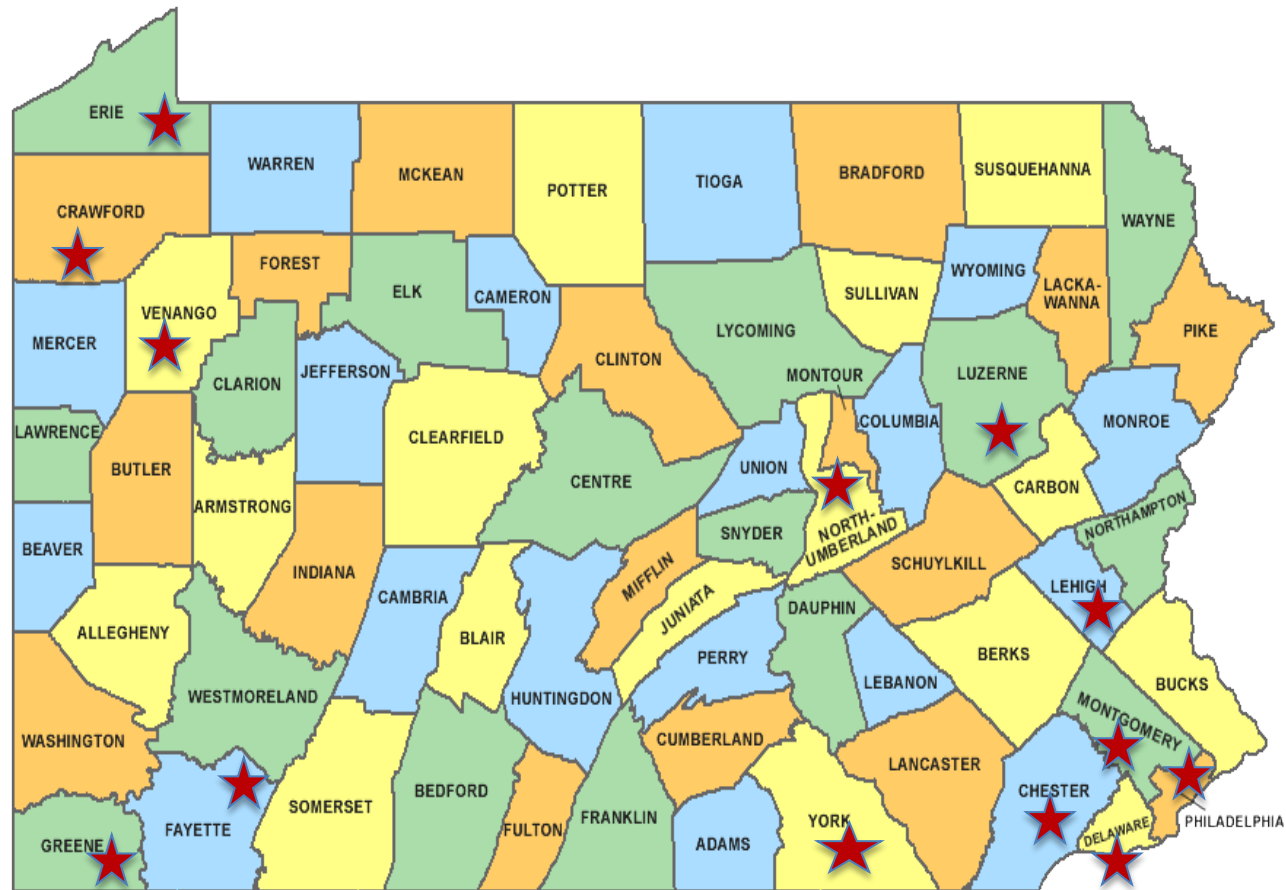 ERIE
WARREN
MCKEAN
POTTER
TIOGA
BRADFORD
SUSQUEHANNA
WAYNE
CRAWFORD
FOREST
ELK
CAMERON
CLINTON
LYCOMING
SULLIVAN
WYOMING
LACKA-
WANNA
PIKE
VENANGO
MERCER
CLARION
JEFFERSON
MONTOUR
COLUMBIA
LUZERNE
MONROE
LAWRENCE
BUTLER
ARMSTRONG
CLEARFIELD
CENTRE
UNION
SNYDER
NORTH-
UMBERLAND
CARBON
NORTHAMPTON
BEAVER
INDIANA
CAMBRIA
BLAIR
MIFFLIN
JUNIATA
DAUPHIN
SCHUYLKILL
LEHIGH
ALLEGHENY
WESTMORELAND
HUNTINGDON
PERRY
LEBANON
BERKS
BUCKS
MONTGOMERY
WASHINGTON
CUMBERLAND
LANCASTER
CHESTER
PHILADELPHIA
DELAWARE
GREENE
FAYETTE
SOMERSET
BEDFORD
FULTON
FRANKLIN
ADAMS
YORK